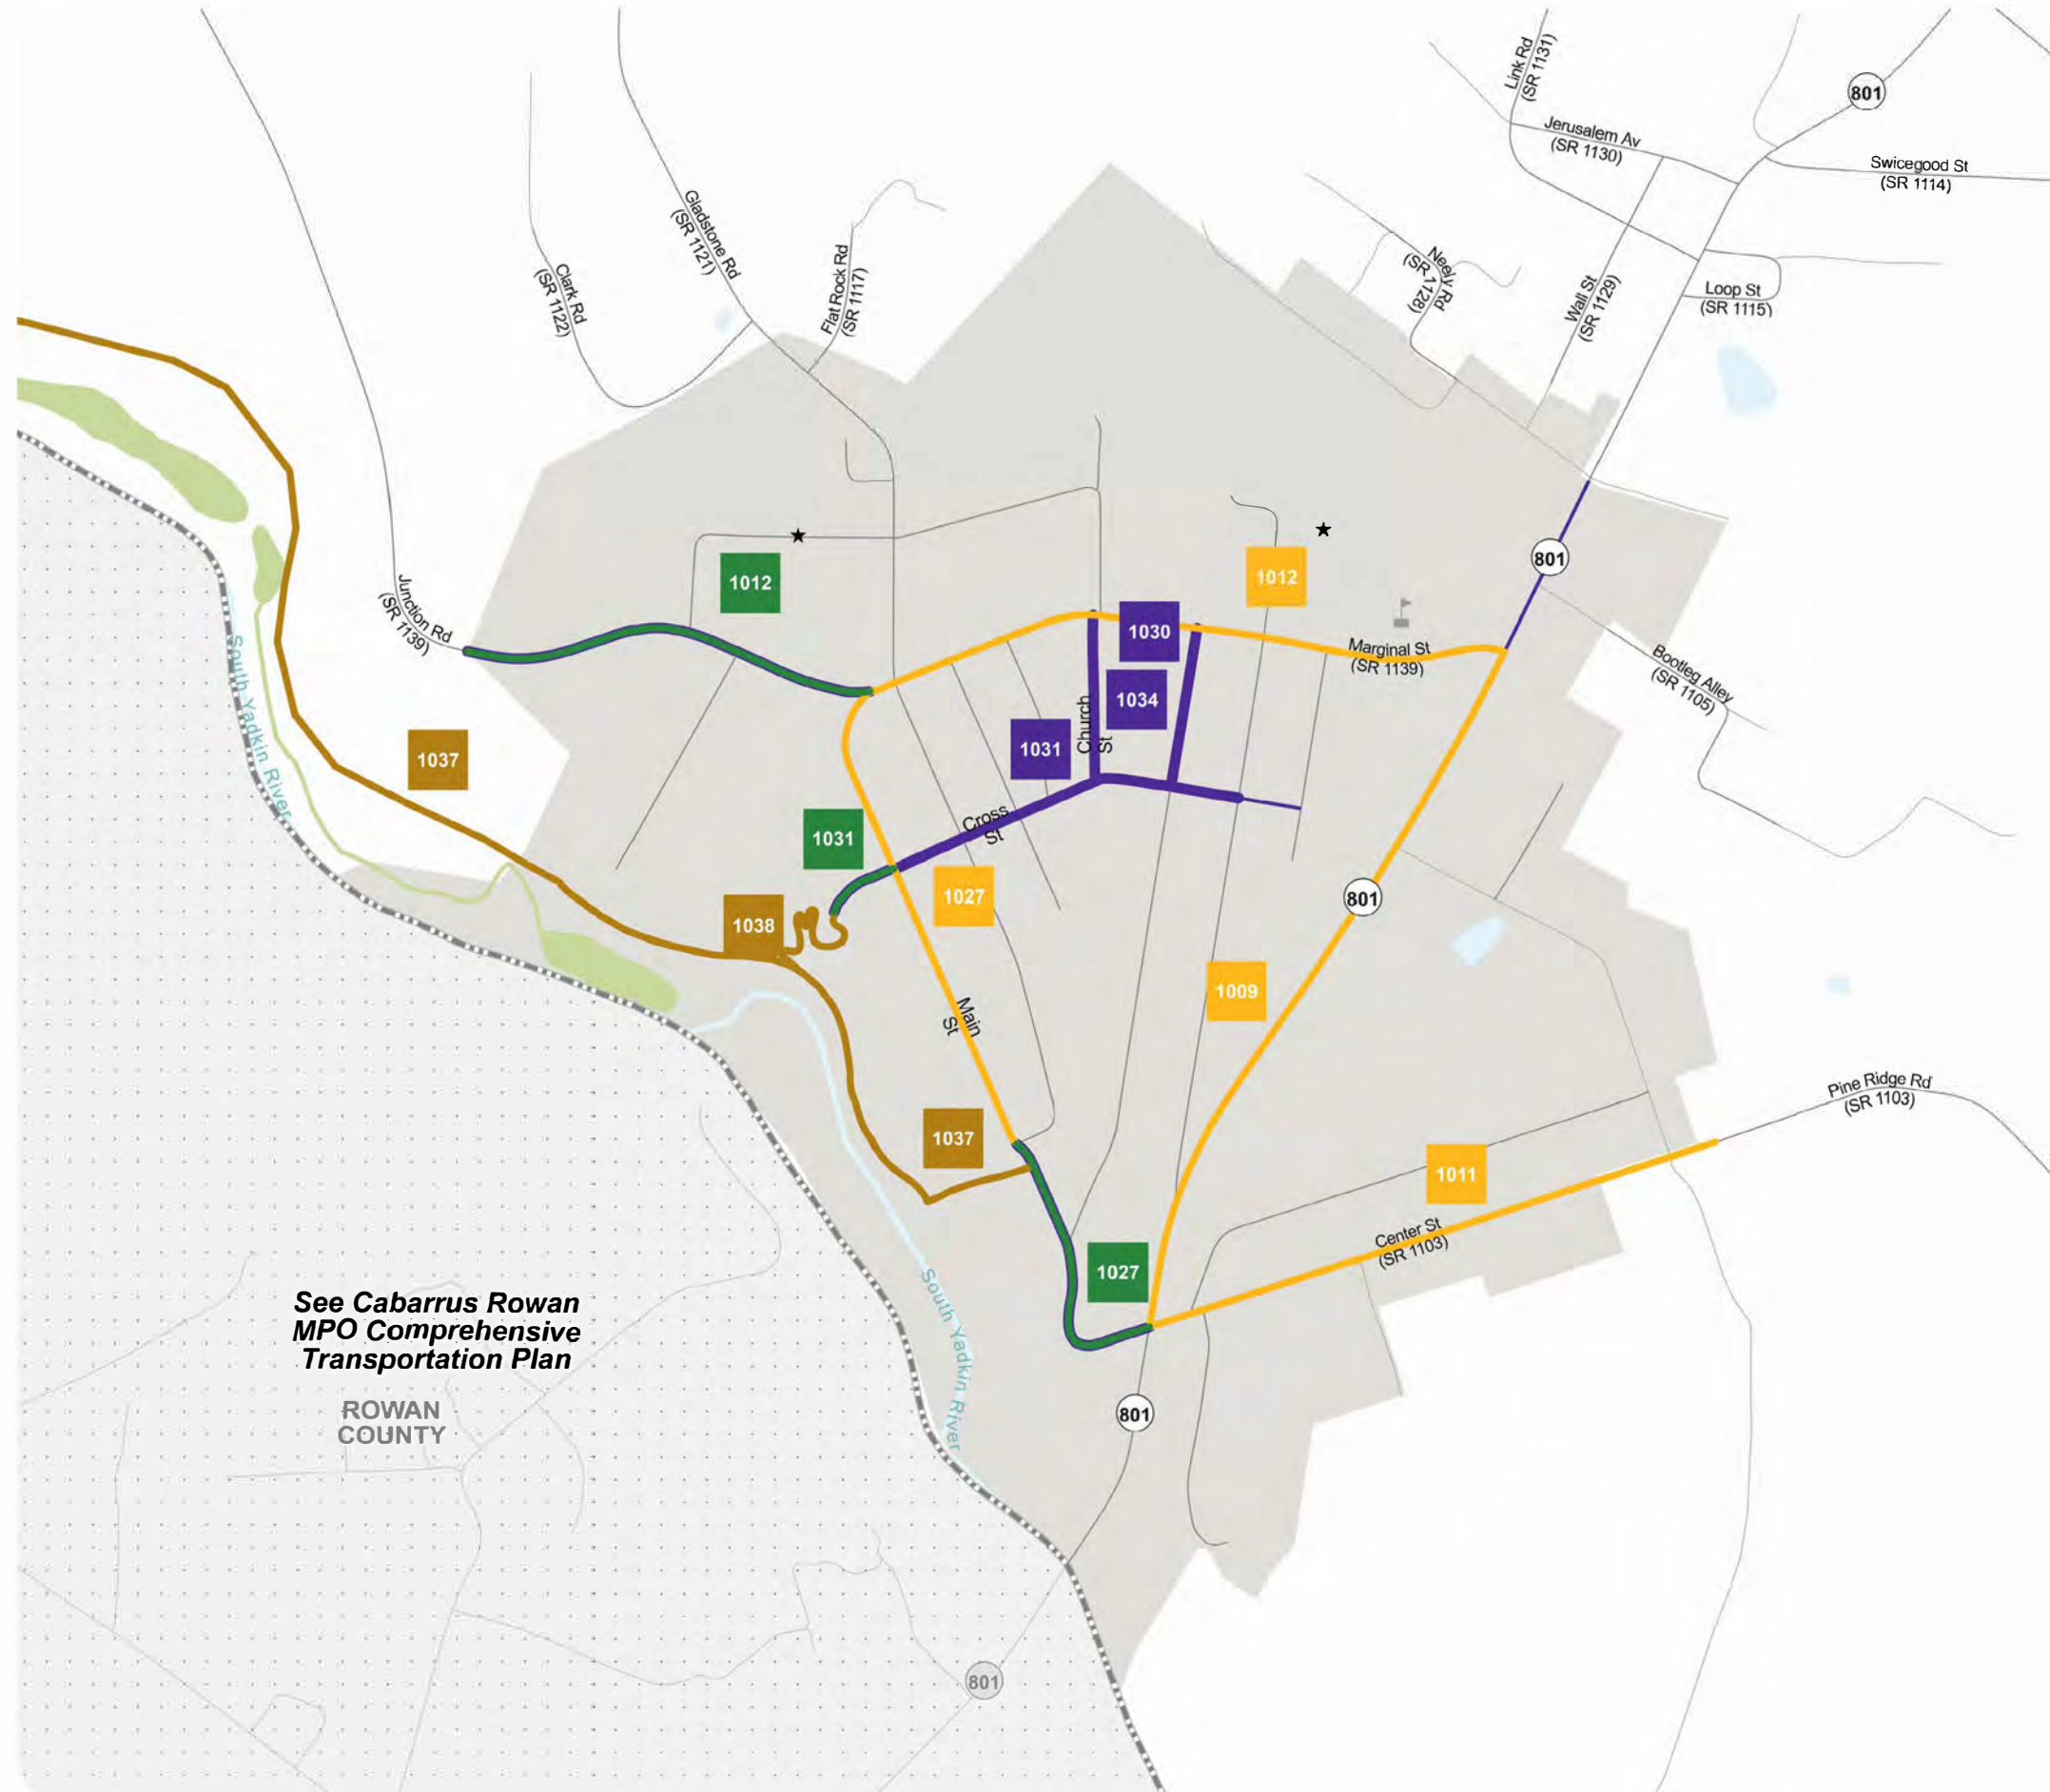 Link Rd
(SR 1131)
801
Jerusalem Av
(SR 1130)
Swicegood St
(SR 1114)
Gladstone Rd
(SR 1121)
Clark Rd
(SR 1122)
Flat Rock Rd
(SR 1117)
Neely Rd
(SR 1128)
Wall St
(SR 1129)
Loop St
(SR 1115)
801
1012
1012
Junction Rd
(SR 1139)
1030
Marginal St
(SR 1139)
Bootleg Alley
(SR 1105)
South Yadkin River
1034
Church
St
1031
1037
Cross
St
1031
1027
801
1038
1009
Main
St
Pine Ridge Rd
(SR 1103)
1037
1011
Center St
(SR 1103)
1027
South Yadkin River
See Cabarrus Rowan
MPO Comprehensive
Transportation Plan
ROWAN
COUNTY
801
801